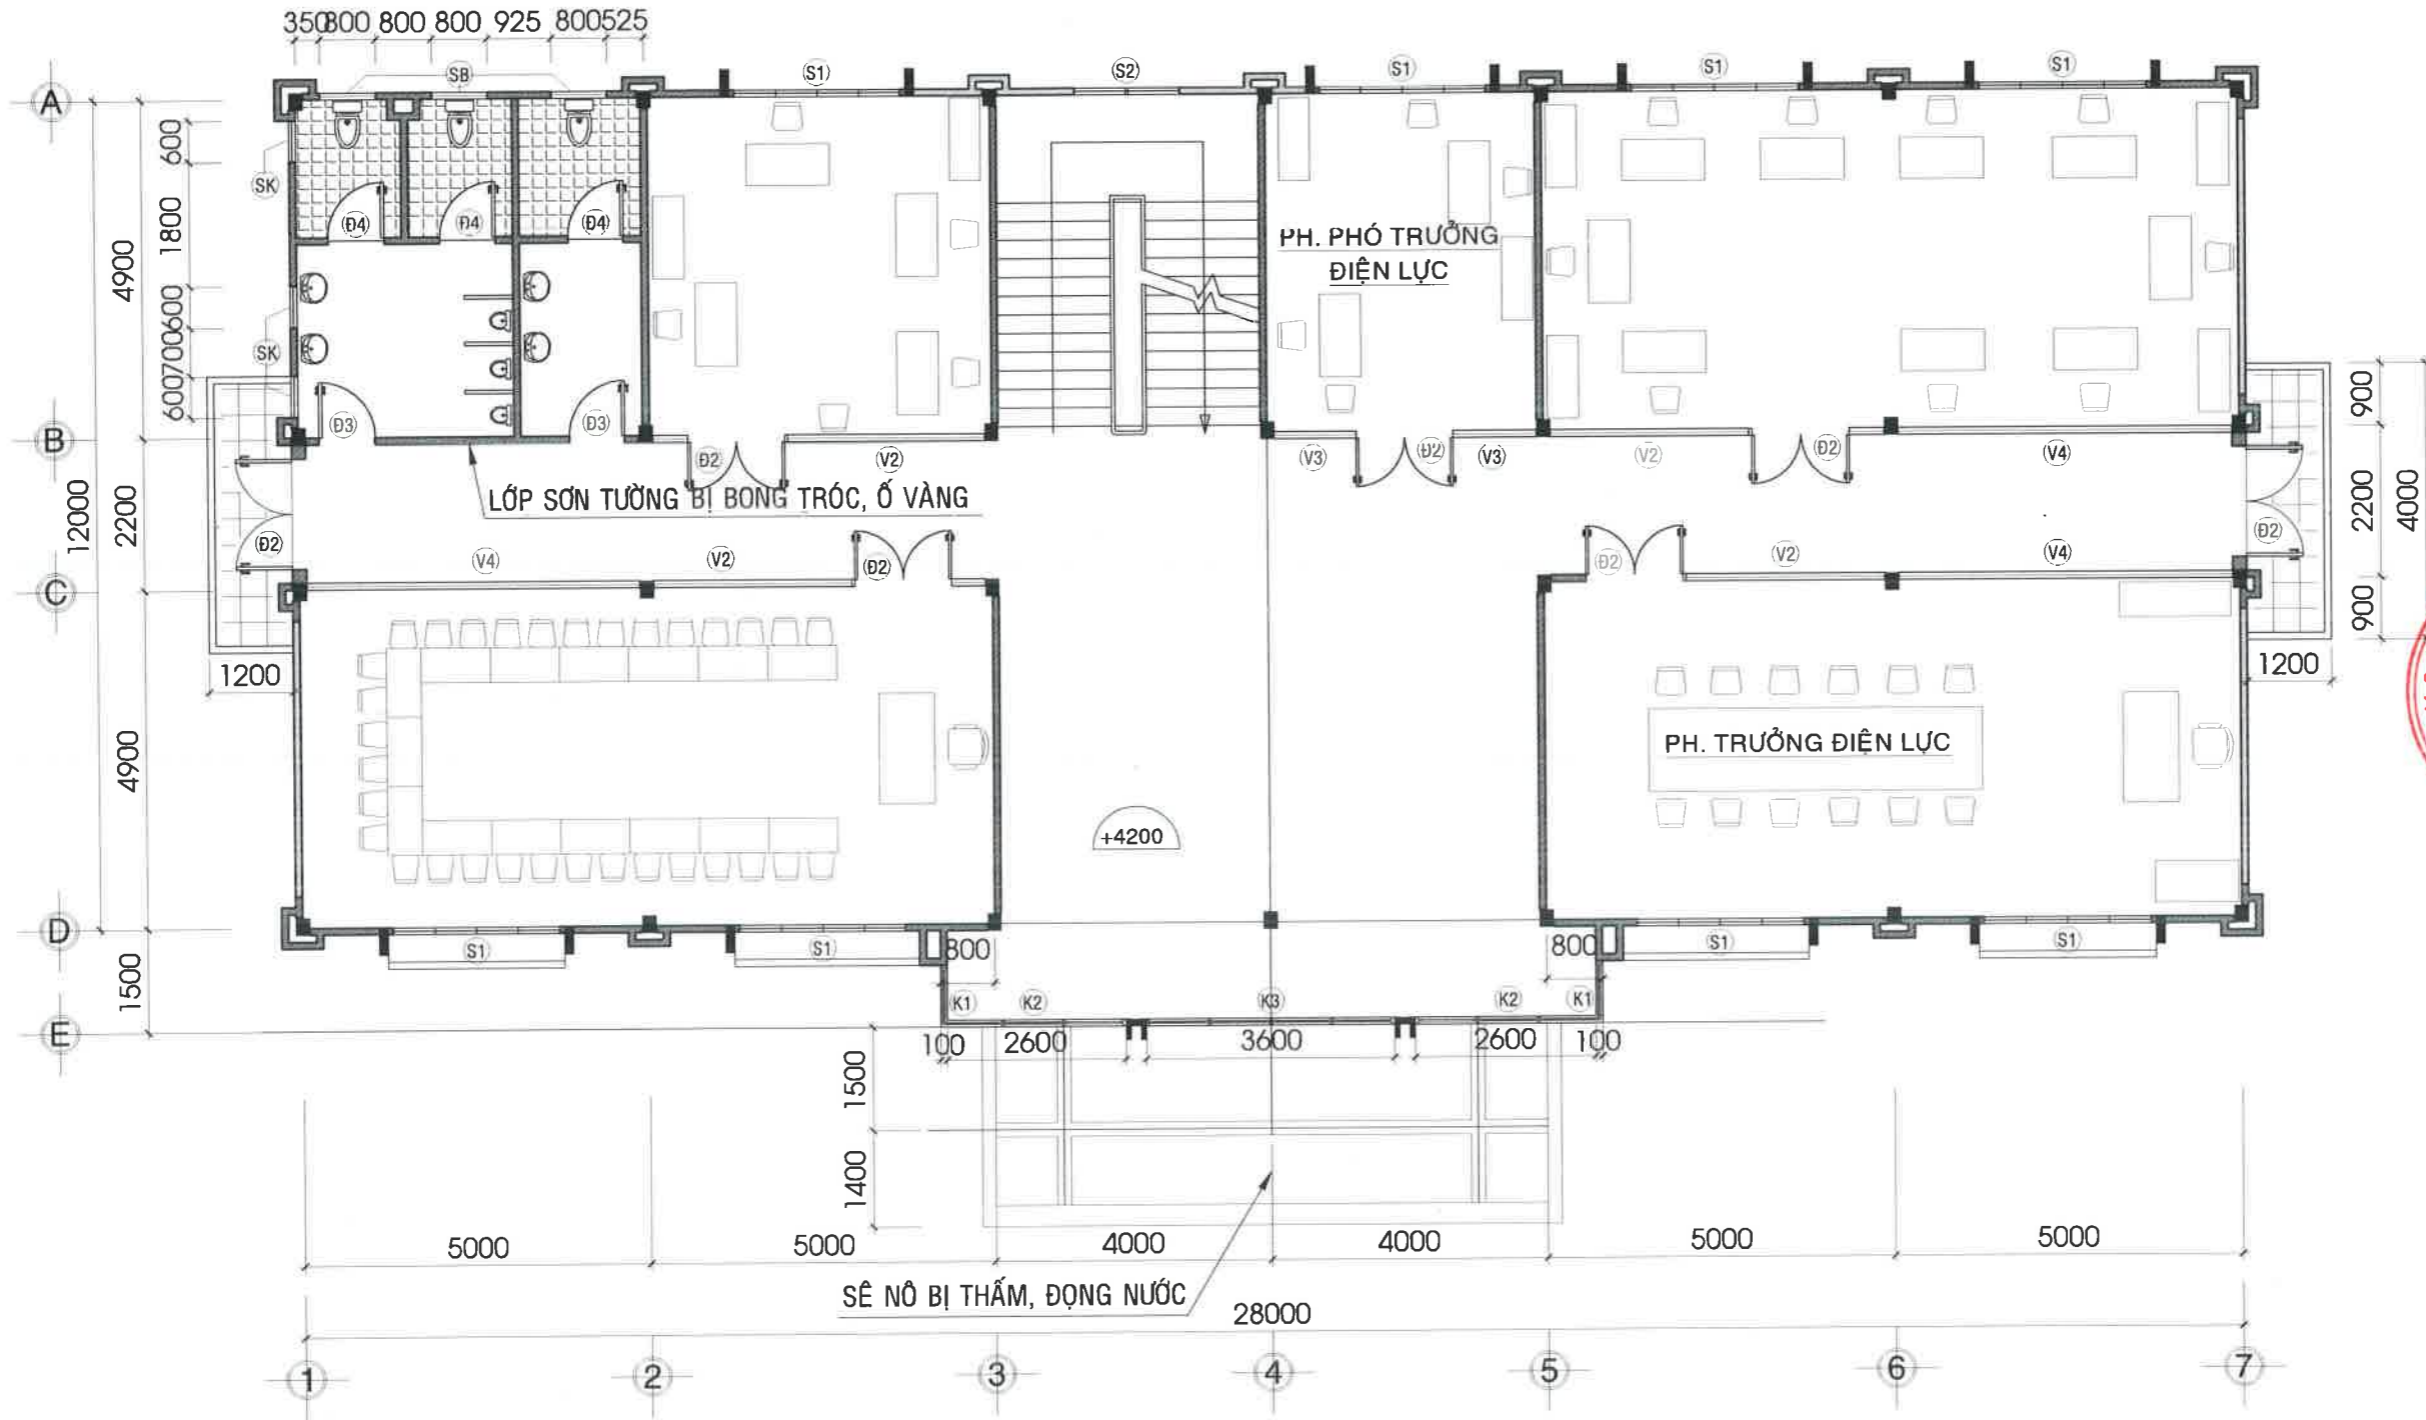 350 800 800 800 925 800 525
SB S1 S2 S1 S1 S1
A
600
SK
1800
4900
Đ4 Đ4 Đ4
PH. PHÓ TRƯỞNG
ĐIỆN LỰC
600
SK
700
600
900
B
Đ3 Đ3
Đ2 V2 V3 Đ2 V3 V2 Đ2 V4
LỚP SƠN TƯỜNG BỊ BONG TRÓC, Ố VÀNG
12000
2200
2200
4000
Đ2 V4 V2 Đ2 Đ2 V2 V4 Đ2
C
900
1200
1200
4900
PH. TRƯỞNG ĐIỆN LỰC
+4200
D
S1 S1 800 800 S1 S1
1500
K1 K2 K3 K2 K1
E
100 2600 3600 2600 100
1500
1400
5000 5000 4000 4000 5000 5000
SÊ NÔ BỊ THẤM, ĐỌNG NƯỚC
28000
1 2 3 4 5 6 7